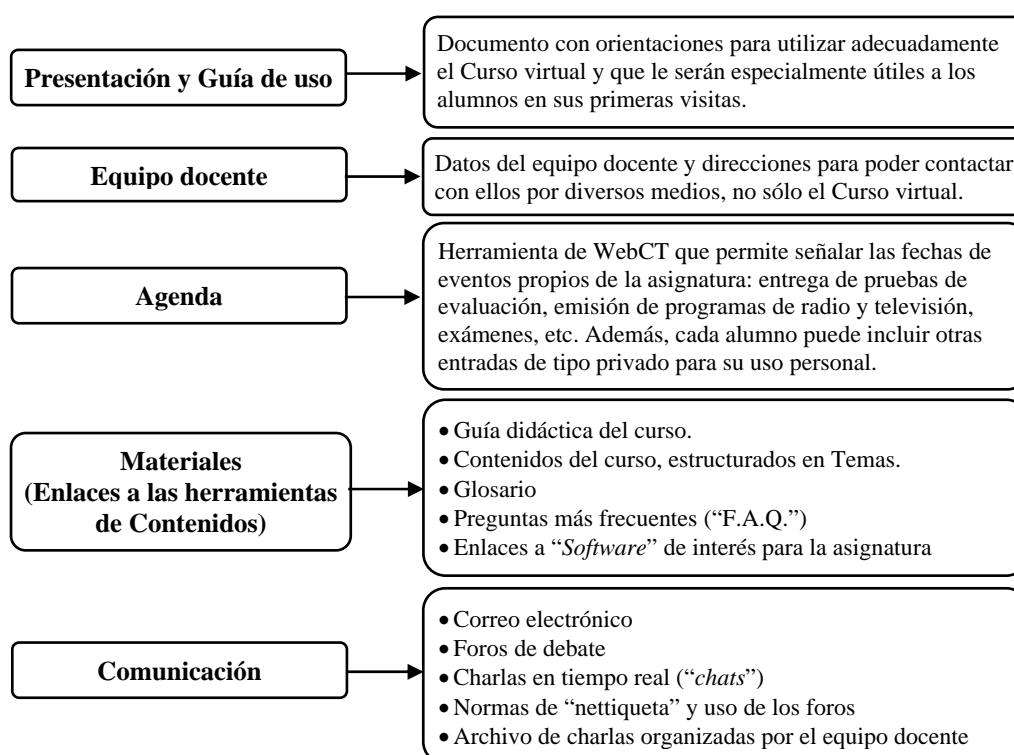 Presentación y Guía de uso
Documento con orientaciones para utilizar adecuadamente
el Curso virtual y que le serán especialmente útiles a los
alumnos en sus primeras visitas.
Equipo docente
Datos del equipo docente y direcciones para poder contactar
con ellos por diversos medios, no sólo el Curso virtual.
Agenda
Herramienta de WebCT que permite señalar las fechas de
eventos propios de la asignatura: entrega de pruebas de
evaluación, emisión de programas de radio y televisión,
exámenes, etc. Además, cada alumno puede incluir otras
entradas de tipo privado para su uso personal.
Materiales
(Enlaces a las herramientas
de Contenidos)
• Guía didáctica del curso.
• Contenidos del curso, estructurados en Temas.
• Glosario
• Preguntas más frecuentes (“F.A.Q.”)
• Enlaces a “Software” de interés para la asignatura
Comunicación
• Correo electrónico
• Foros de debate
• Charlas en tiempo real (“chats”)
• Normas de “nettiqueta” y uso de los foros
• Archivo de charlas organizadas por el equipo docente